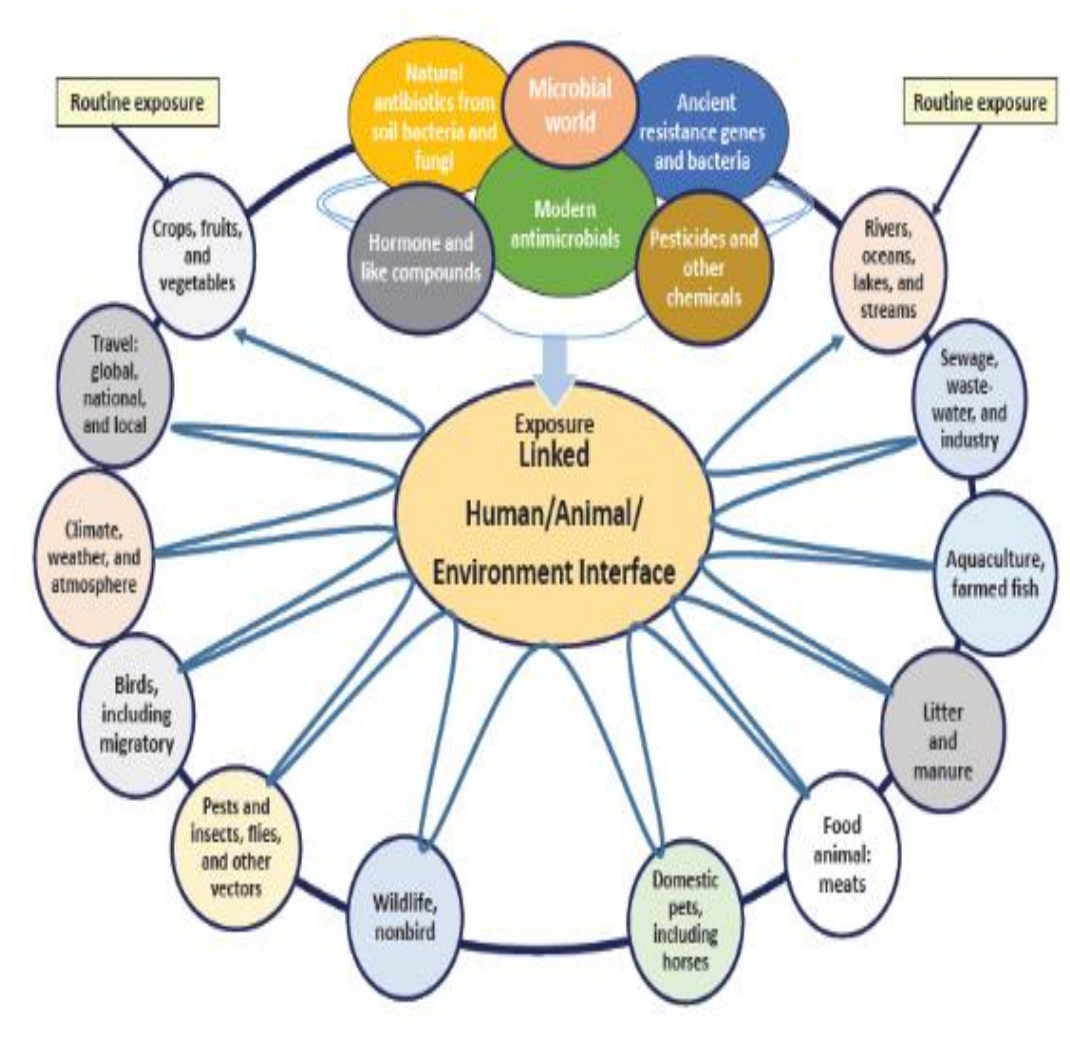 Routine exposure
Natural
antibiotics from
soil bacteria and
fungi
Microbial
world
Ancient
resistance genes
and bacteria
Routine exposure
Hormone and
like compounds
Modern
antimicrobials
Pesticides and
other
chemicals
Crops, fruits,
and
vegetables
Rivers,
oceans,
lakes, and
streams
Travel:
global,
national,
and local
Sewage,
waste-
water, and
industry
Exposure
Linked
Human/Animal/
Environment Interface
Climate,
weather, and
atmosphere
Aquaculture,
farmed fish
Birds,
including
migratory
Litter
and
manure
Pests and
insects, flies,
and other
vectors
Food
animal:
meats
Wildlife,
nonbird
Domestic
pets,
including
horses